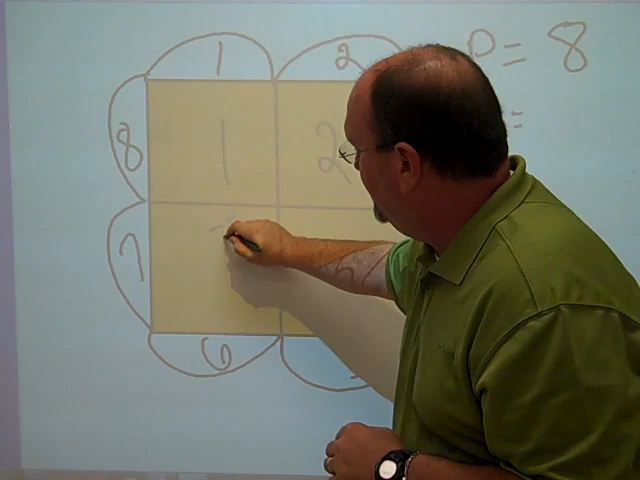 1 2 P = 8
8 1 2 =
7
6